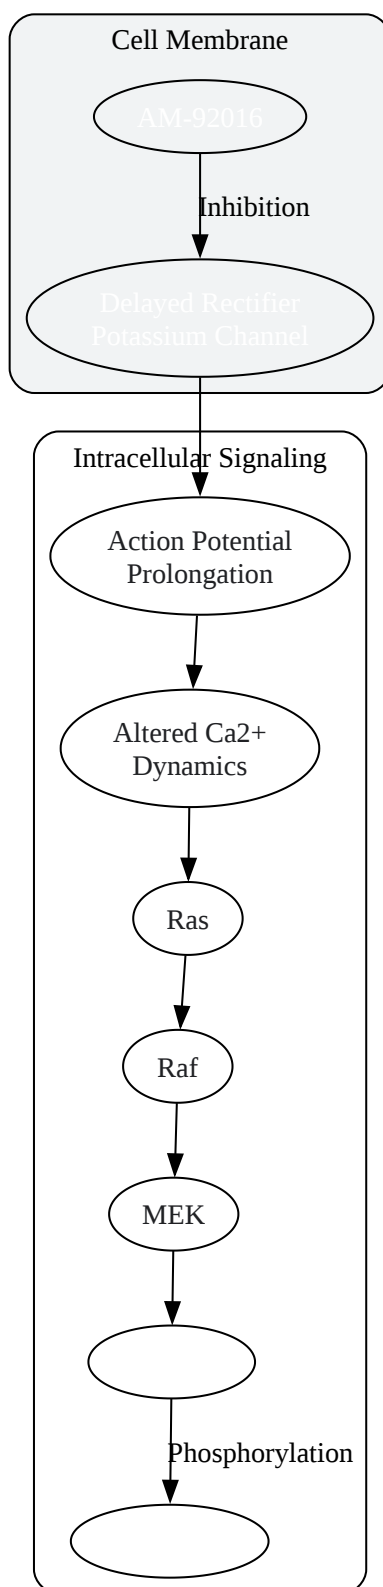 Cell Membrane
AM-92016
Inhibition
Delayed Rectifier
Potassium Channel
Intracellular Signaling
Action Potential
Prolongation
Altered Ca2+
Dynamics
Ras
Raf
MEK
Phosphorylation